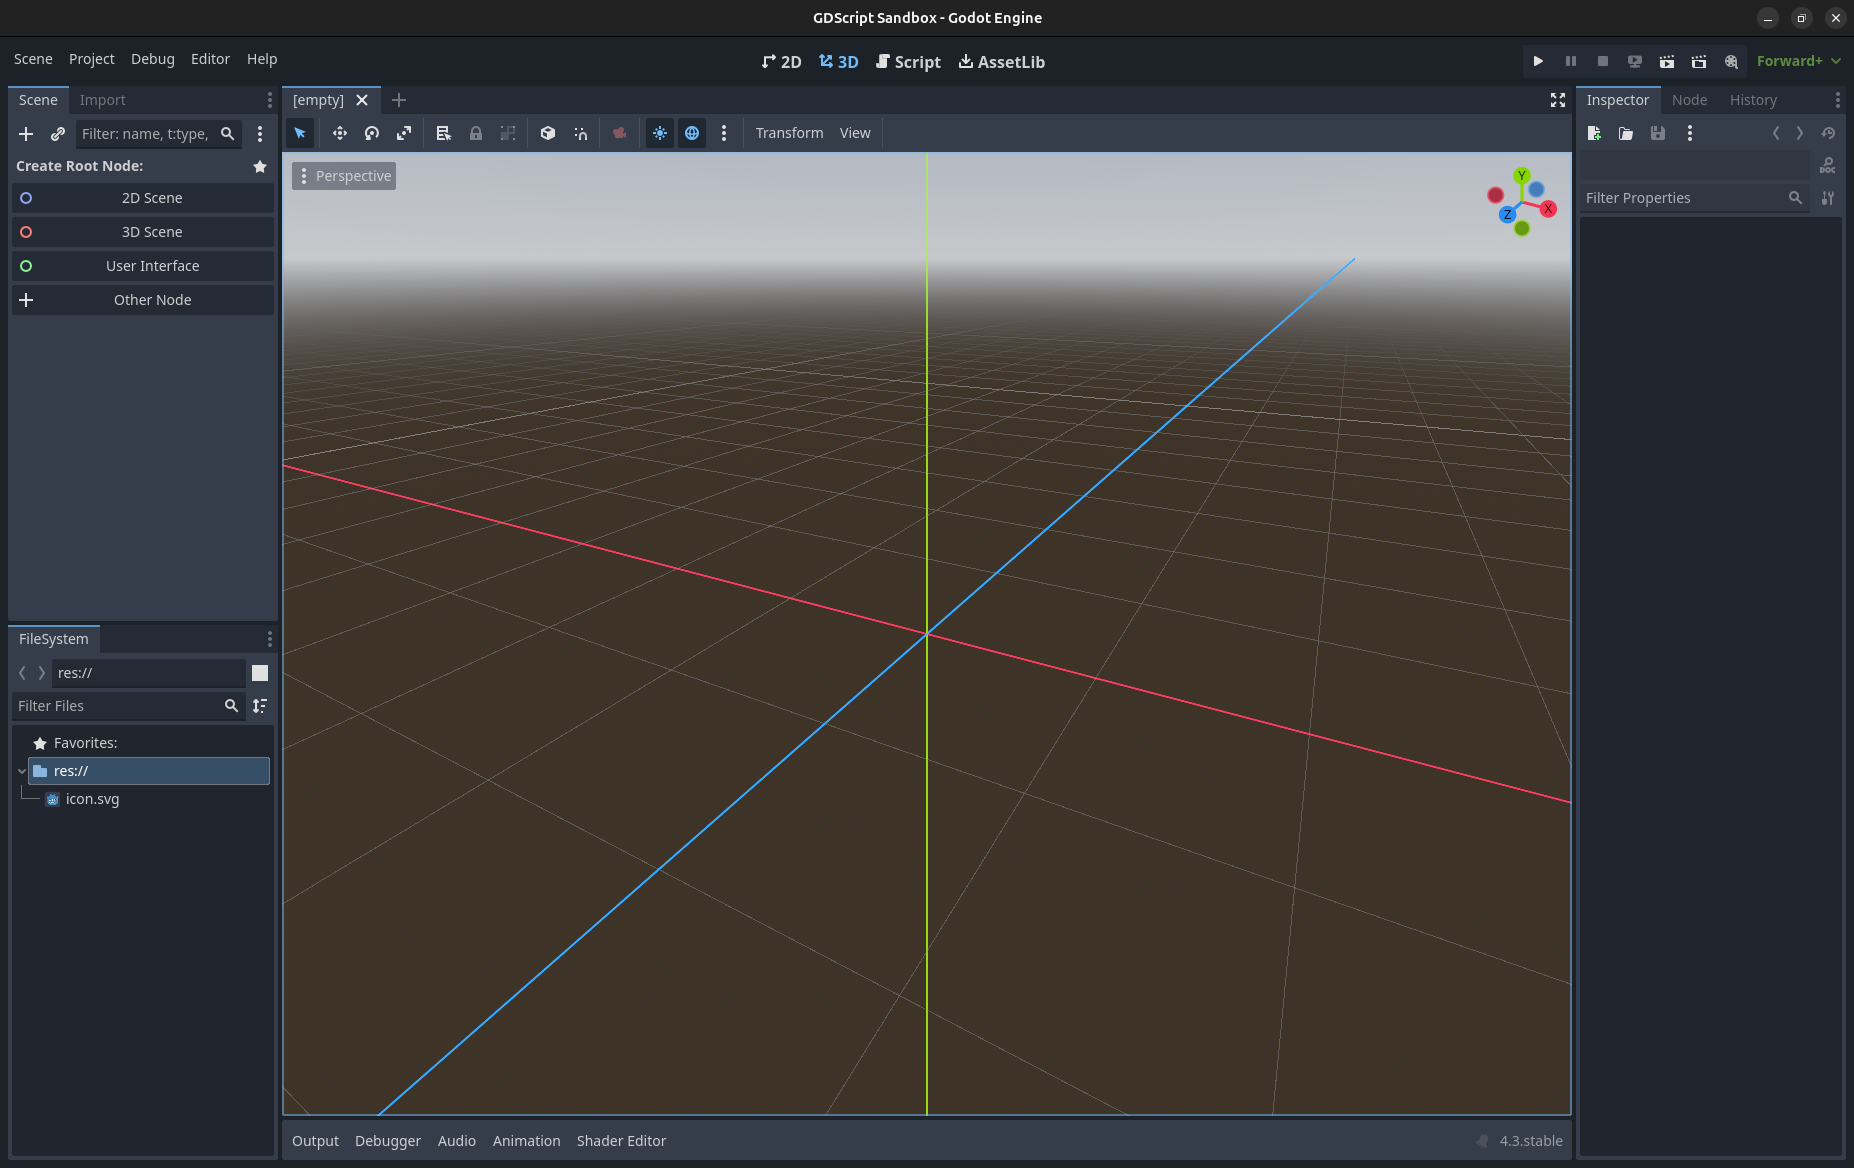 GDScript Sandbox - Godot Engine
Scene Project Debug Editor Help
2D 3D Script AssetLib
Forward+
Scene Import
[empty]
Inspector Node History
Filter: name, t:type,
Transform View
Create Root Node:
Perspective
Y
X
Z
DOC
2D Scene
Filter Properties
3D Scene
User Interface
Other Node
FileSystem
res://
Filter Files
Favorites:
res://
icon.svg
Output Debugger Audio Animation Shader Editor
4.3.stable